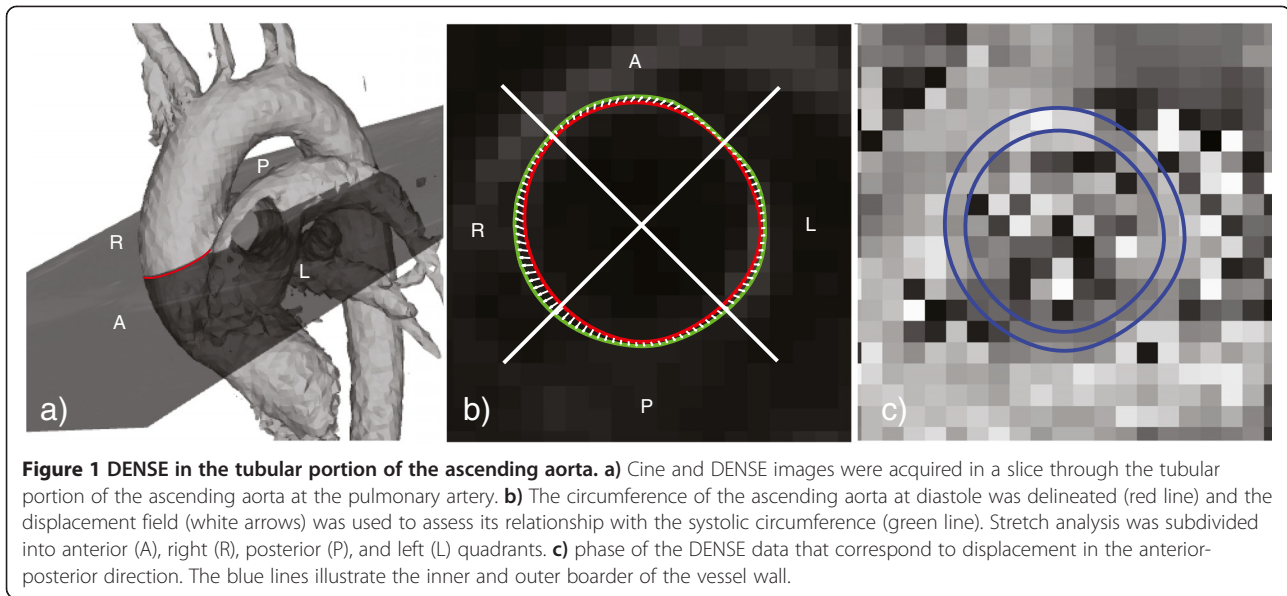 P
R
L
A
a)
A
R
L
P
b)
c)
Figure 1 DENSE in the tubular portion of the ascending aorta. a) Cine and DENSE images were acquired in a slice through the tubular
portion of the ascending aorta at the pulmonary artery. b) The circumference of the ascending aorta at diastole was delineated (red line) and the
displacement field (white arrows) was used to assess its relationship with the systolic circumference (green line). Stretch analysis was subdivided
into anterior (A), right (R), posterior (P), and left (L) quadrants. c) phase of the DENSE data that correspond to displacement in the anterior-
posterior direction. The blue lines illustrate the inner and outer boarder of the vessel wall.